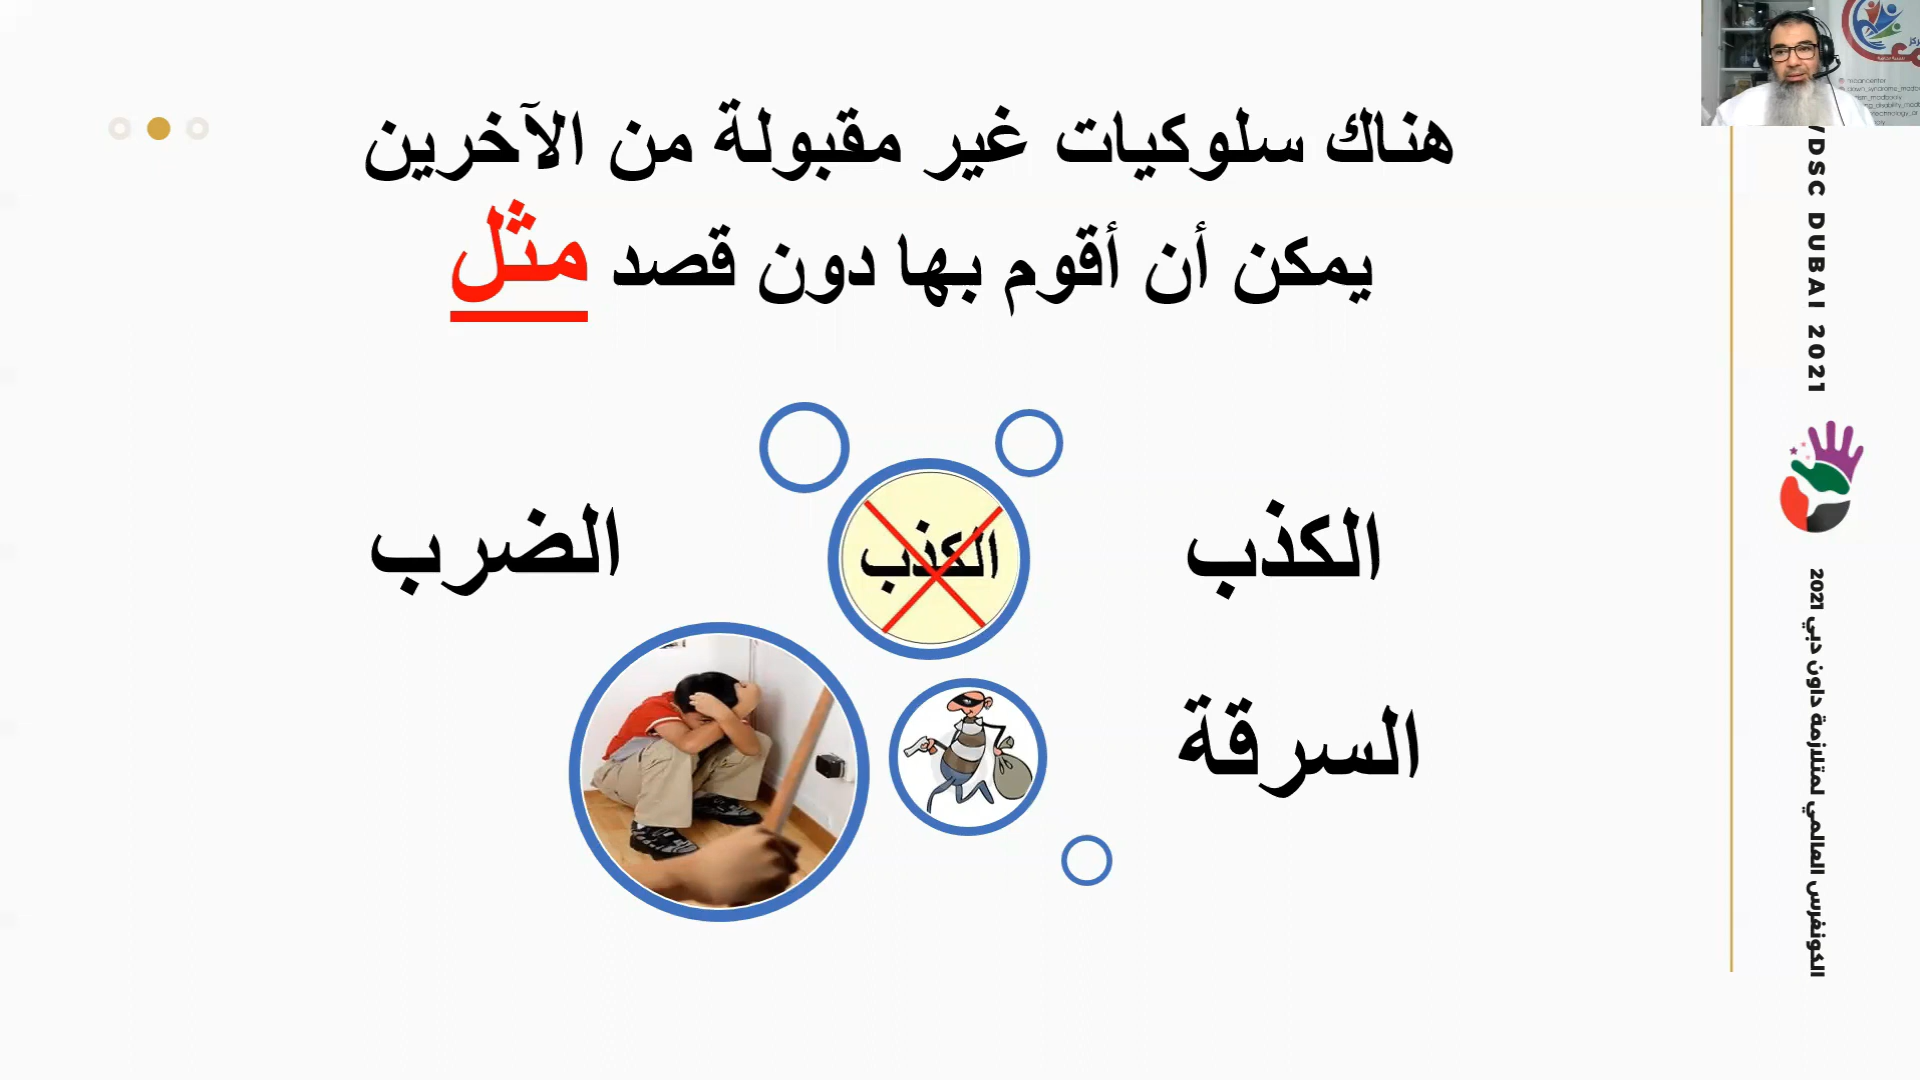 هناك سلوكيات غير مقبولة من الآخرين
يمكن أن أقوم بها دون قصد مثل
الكذب
الكذب
الضرب
السرقة
WDSC DUBAI 2021
الكونفرس العالمي لمتلازمة داون دبي 2021